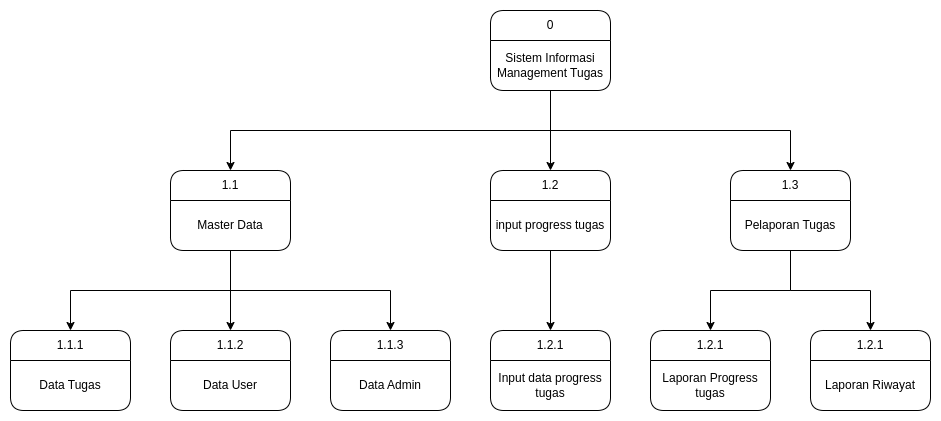 0
Sistem Informasi
Management Tugas
1.1
Master Data
1.2
input progress tugas
1.3
Pelaporan Tugas
1.1.1
Data Tugas
1.1.2
Data User
1.1.3
Data Admin
1.2.1
Input data progress
tugas
1.2.1
Laporan Progress
tugas
1.2.1
Laporan Riwayat